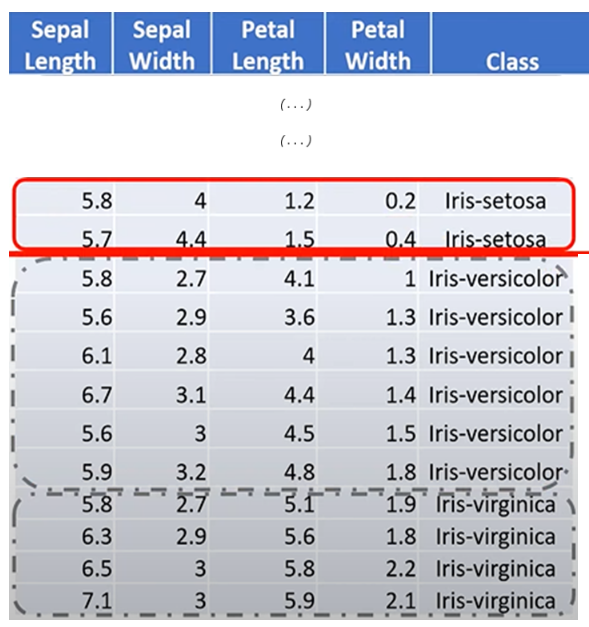 Sepal Length Sepal Width Petal Length Petal Width Class
(...)
(...)
5.8 4 1.2 0.2 Iris-setosa
5.7 4.4 1.5 0.4 Iris-setosa
5.8 2.7 4.1 1 Iris-versicolor
5.6 2.9 3.6 1.3 Iris-versicolor
6.1 2.8 4 1.3 Iris-versicolor
6.7 3.1 4.4 1.4 Iris-versicolor
5.6 3 4.5 1.5 Iris-versicolor
5.9 3.2 4.8 1.8 Iris-versicolor
5.8 2.7 5.1 1.9 Iris-virginica
6.3 2.9 5.6 1.8 Iris-virginica
6.5 3 5.8 2.2 Iris-virginica
7.1 3 5.9 2.1 Iris-virginica